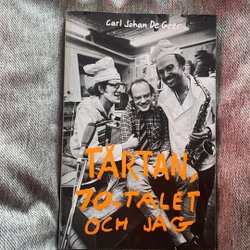 Carl Johan De Geer
TÅRTAN,
70-TALET
OCH JAG